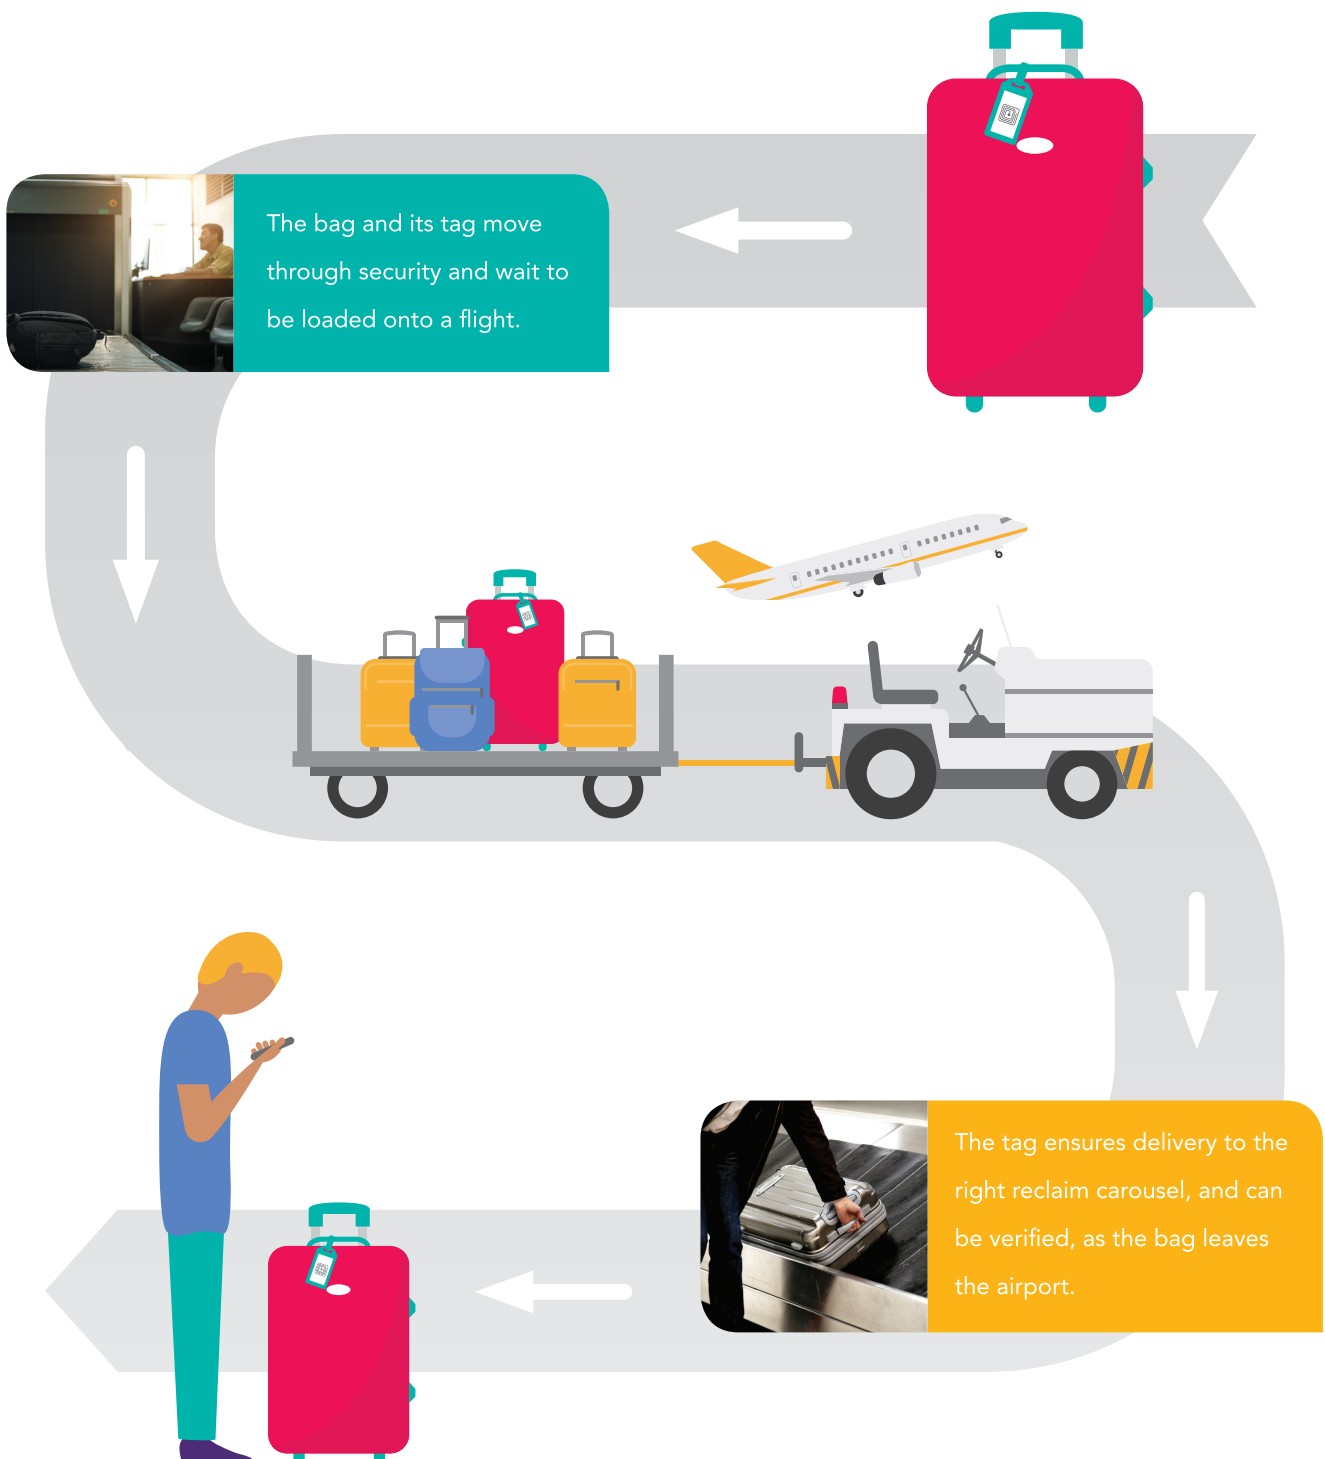 The bag and its tag move
through security and wait to
be loaded onto a flight.
The tag ensures delivery to the
right reclaim carousel, and can
be verified, as the bag leaves
the airport.